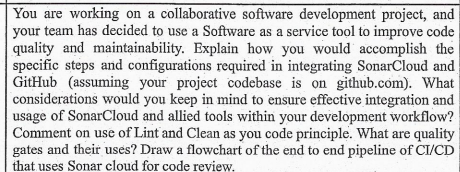 You are working on a collaborative software development project, and
your team has decided to use a Software as a service tool to improve code
quality and maintainability. Explain how you would accomplish the
specific steps and configurations required in integrating SonarCloud and
GitHub (assuming your project codebase is on github.com). What
considerations would you keep in mind to ensure effective integration and
usage of SonarCloud and allied tools within your development workflow?
Comment on use of Lint and Clean as you code principle. What are quality
gates and their uses? Draw a flowchart of the end to end pipeline of CI/CD
that uses Sonar cloud for code review.